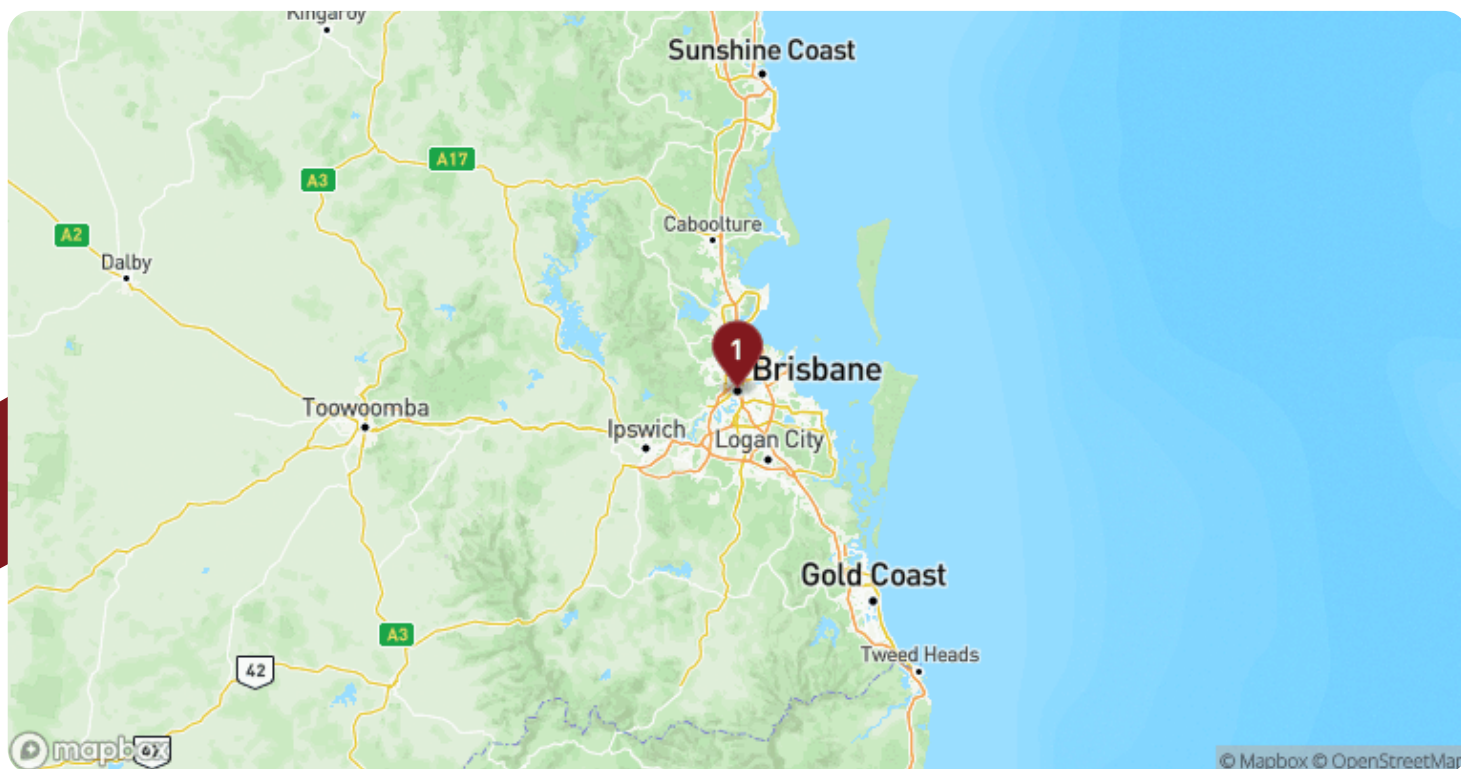 Kingaroy
Sunshine Coast
A17
A3
Caboolture
A2
Dalby
1
Brisbane
Toowoomba
Ipswich
Logan City
Gold Coast
A3
Tweed Heads
42
mapbox
42
© Mapbox © OpenStreetMap